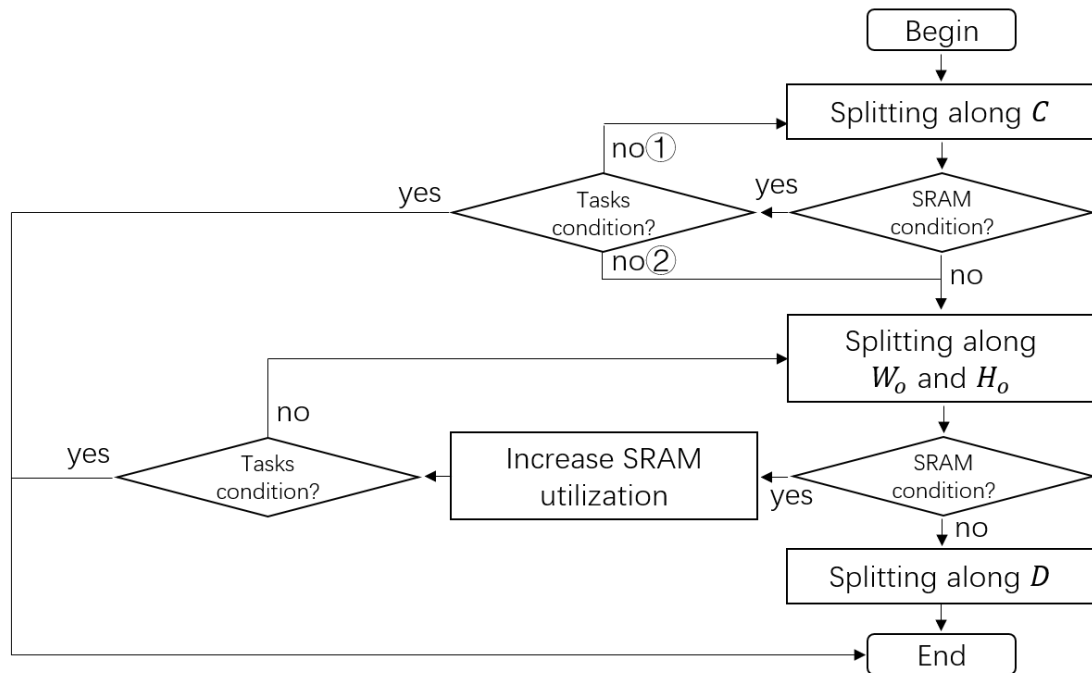 Begin
Splitting along C
no①
yes
Tasks
condition?
yes
SRAM
condition?
no②
no
Splitting along
Wₒ and Hₒ
no
yes
Tasks
condition?
Increase SRAM
utilization
yes
SRAM
condition?
no
Splitting along D
End